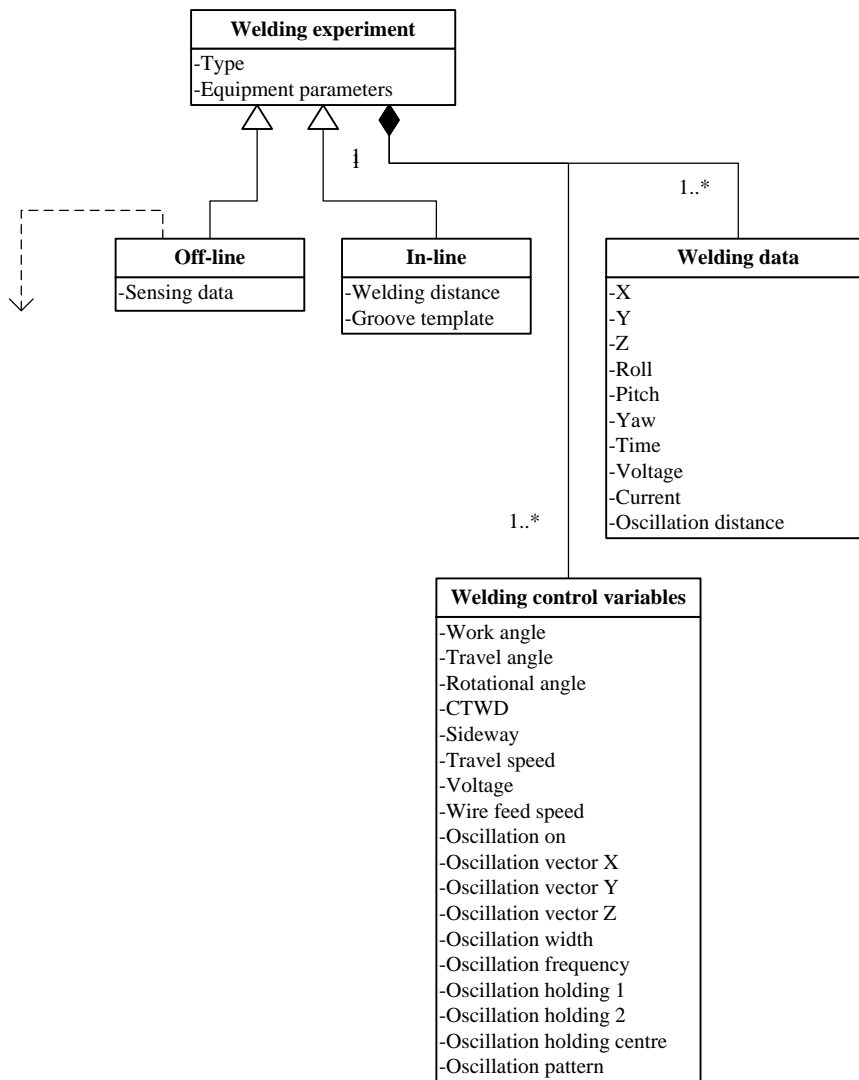 Welding experiment
-Type
-Equipment parameters
1
1
1..*
Off-line
-Sensing data
In-line
-Welding distance
-Groove template
Welding data
-X
-Y
-Z
-Roll
-Pitch
-Yaw
-Time
-Voltage
-Current
-Oscillation distance
1..*
Welding control variables
-Work angle
-Travel angle
-Rotational angle
-CTWD
-Sideway
-Travel speed
-Voltage
-Wire feed speed
-Oscillation on
-Oscillation vector X
-Oscillation vector Y
-Oscillation vector Z
-Oscillation width
-Oscillation frequency
-Oscillation holding 1
-Oscillation holding 2
-Oscillation holding centre
-Oscillation pattern